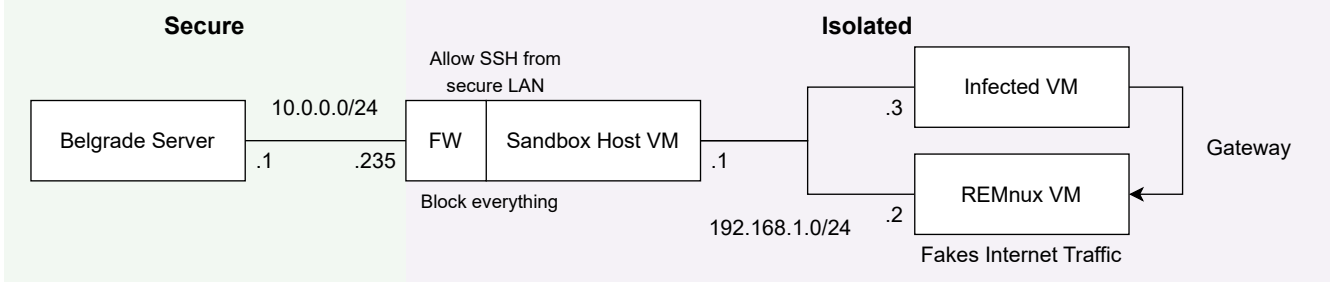 Secure
Isolated
Allow SSH from
secure LAN
10.0.0.0/24
Belgrade Server
.1
.235
FW
Sandbox Host VM
.1
Block everything
192.168.1.0/24
.3
Infected VM
Gateway
.2
REMnux VM
Fakes Internet Traffic